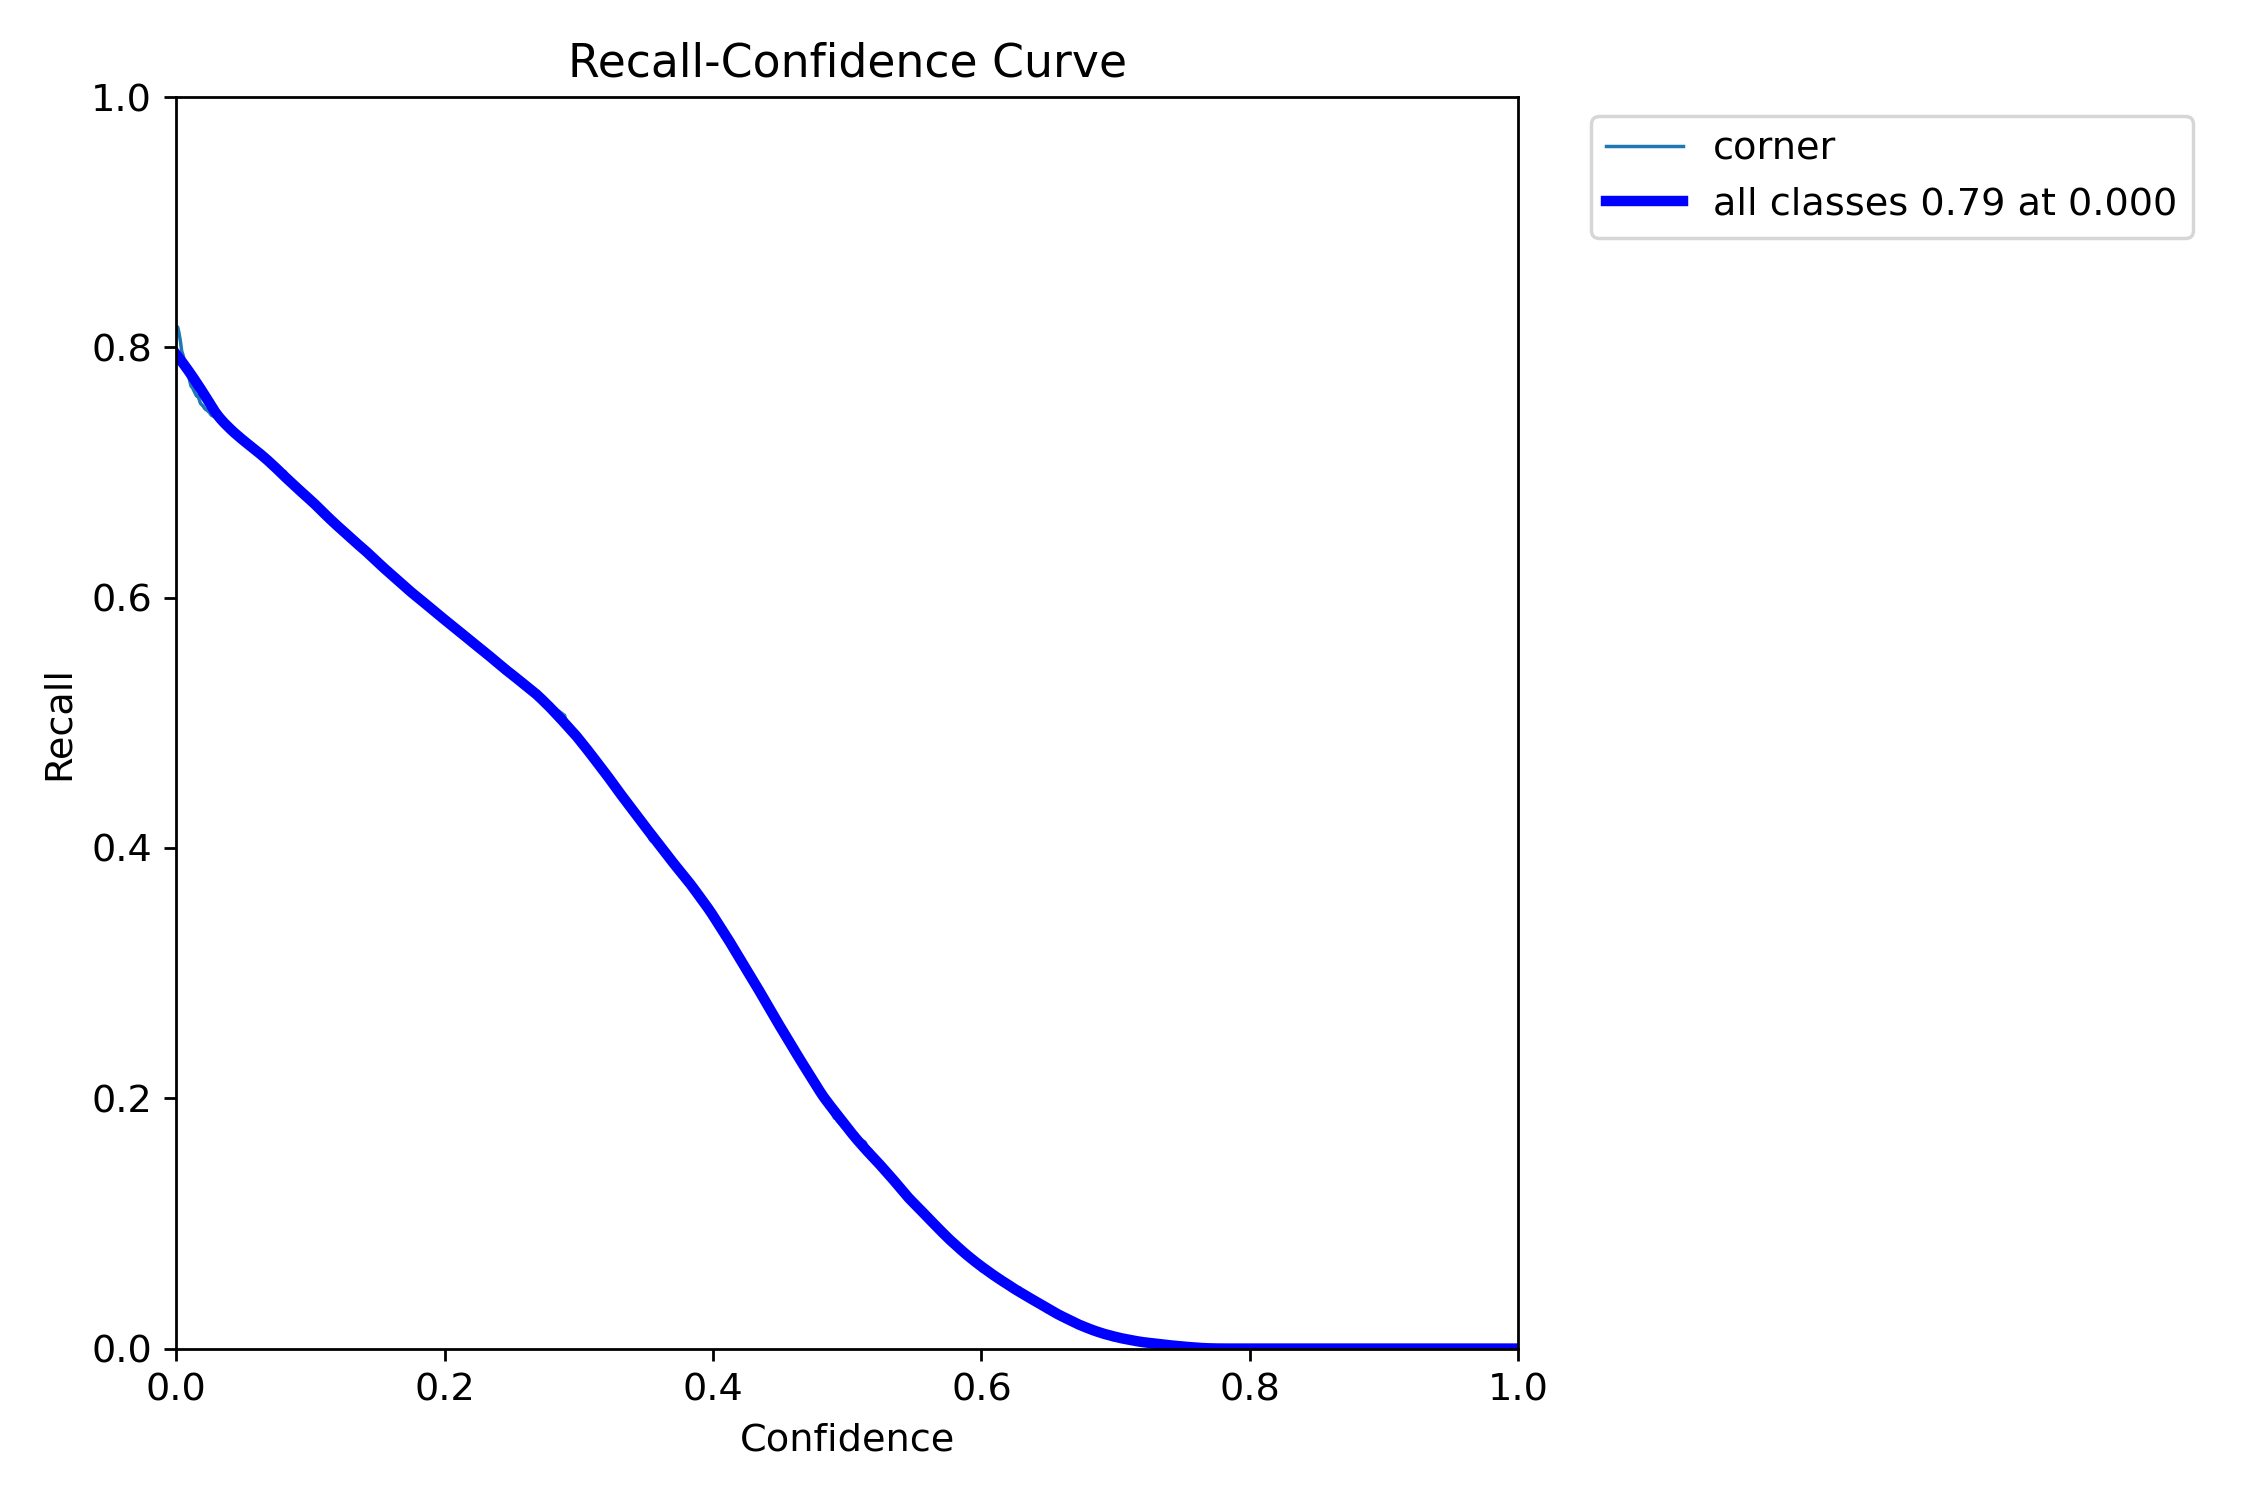 Recall-Confidence Curve
1.0
0.8
0.6
0.4
0.2
0.0
Recall
0.0 0.2 0.4 0.6 0.8 1.0
Confidence
corner
all classes 0.79 at 0.000